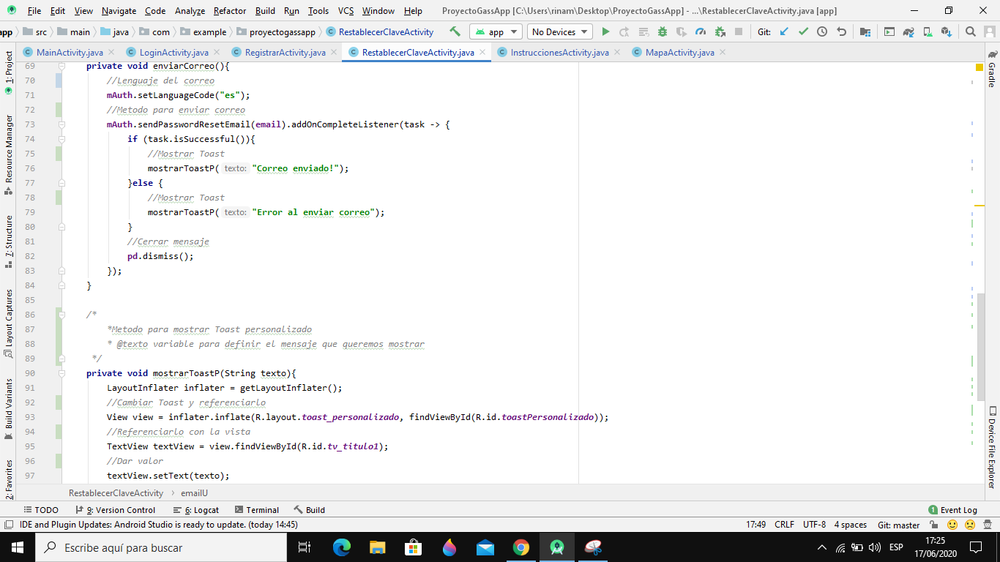 File Edit View Navigate Code Analyze Refactor Build Run Tools VCS Window Help ProyectoGassApp [C:\Users\rinam\Desktop\ProyectoGassApp] - ...\RestablecerClaveActivity.java [app]
app src main java com example proyectogassapp RestablecerClaveActivity app No Devices Git:
MainActivity.java LoginActivity.java RegistrarActivity.java RestablecerClaveActivity.java InstruccionesActivity.java MapaActivity.java
1: Project
Resource Manager
7: Structure
Layout Captures
Build Variants
2: Favorites
69 private void enviarCorreo(){
70 //Lenguaje del correo
71 mAuth.setLanguageCode("es");
72 //Metodo para enviar correo
73 mAuth.sendPasswordResetEmail(email).addOnCompleteListener(task -> {
74 if (task.isSuccessful()){
75 //Mostrar Toast
76 mostrarToastP( texto: "Correo enviado!");
77 }else {
78 //Mostrar Toast
79 mostrarToastP( texto: "Error al enviar correo");
80 }
81 //Cerrar mensaje
82 pd.dismiss();
83 });
84 }
85
86 /*
87 *Metodo para mostrar Toast personalizado
88 * @texto variable para definir el mensaje que queremos mostrar
89 */
90 private void mostrarToastP(String texto){
91 LayoutInflater inflater = getLayoutInflater();
92 //Cambiar Toast y referenciarlo
93 View view = inflater.inflate(R.layout.toast_personalizado, findViewById(R.id.toastPersonalizado));
94 //Referenciarlo con la vista
95 TextView textView = view.findViewById(R.id.tv_titulo1);
96 //Dar valor
97 textView.setText(texto);
Gradle
Device File Explorer
RestablecerClaveActivity emailU
TODO 9: Version Control 6: Logcat Terminal Build 1 Event Log
IDE and Plugin Updates: Android Studio is ready to update. (today 14:45) 17:49 CRLF UTF-8 4 spaces Git: master
Escribe aquí para buscar ESP 17:25
17/06/2020